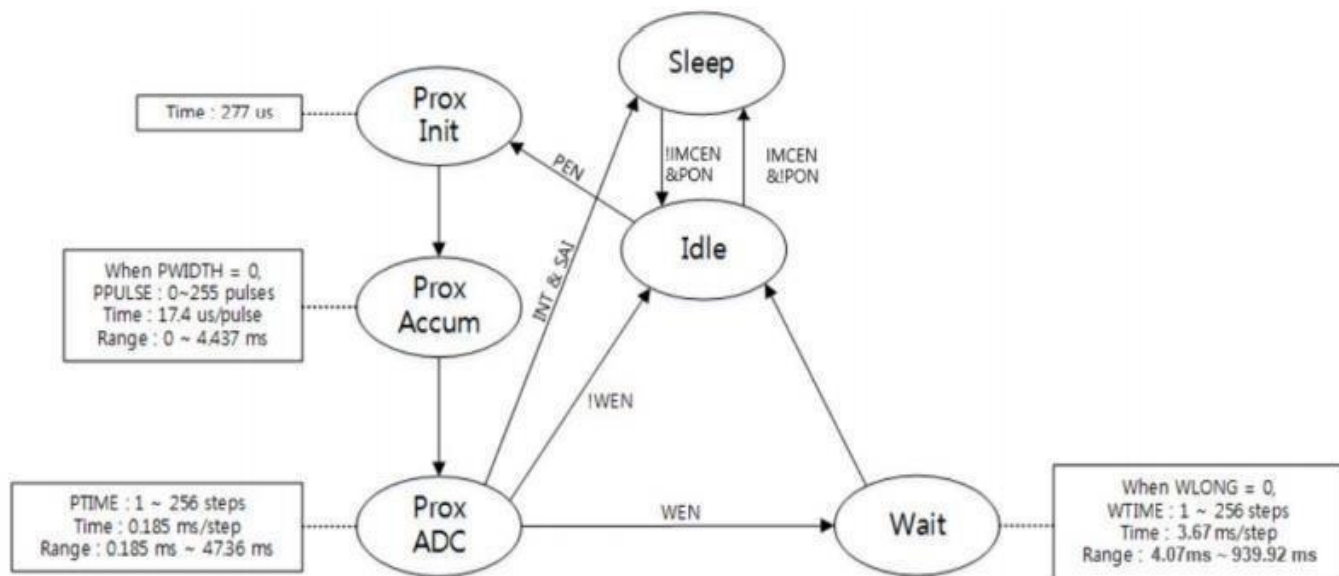 Sleep
Prox
Init
Time : 277 us
PEN
!IMCEN
&PON
IMCEN
&!PON
Idle
When PWIDTH = 0,
PPULSE : 0~255 pulses
Time : 17.4 us/pulse
Range : 0 ~ 4.437 ms
Prox
Accum
INT & SAI
!WEN
PTIME : 1 ~ 256 steps
Time : 0.185 ms/step
Range : 0.185 ms ~ 47.36 ms
Prox
ADC
WEN
Wait
When WLONG = 0,
WTIME : 1 ~ 256 steps
Time : 3.67 ms/step
Range : 4.07ms ~ 939.92 ms